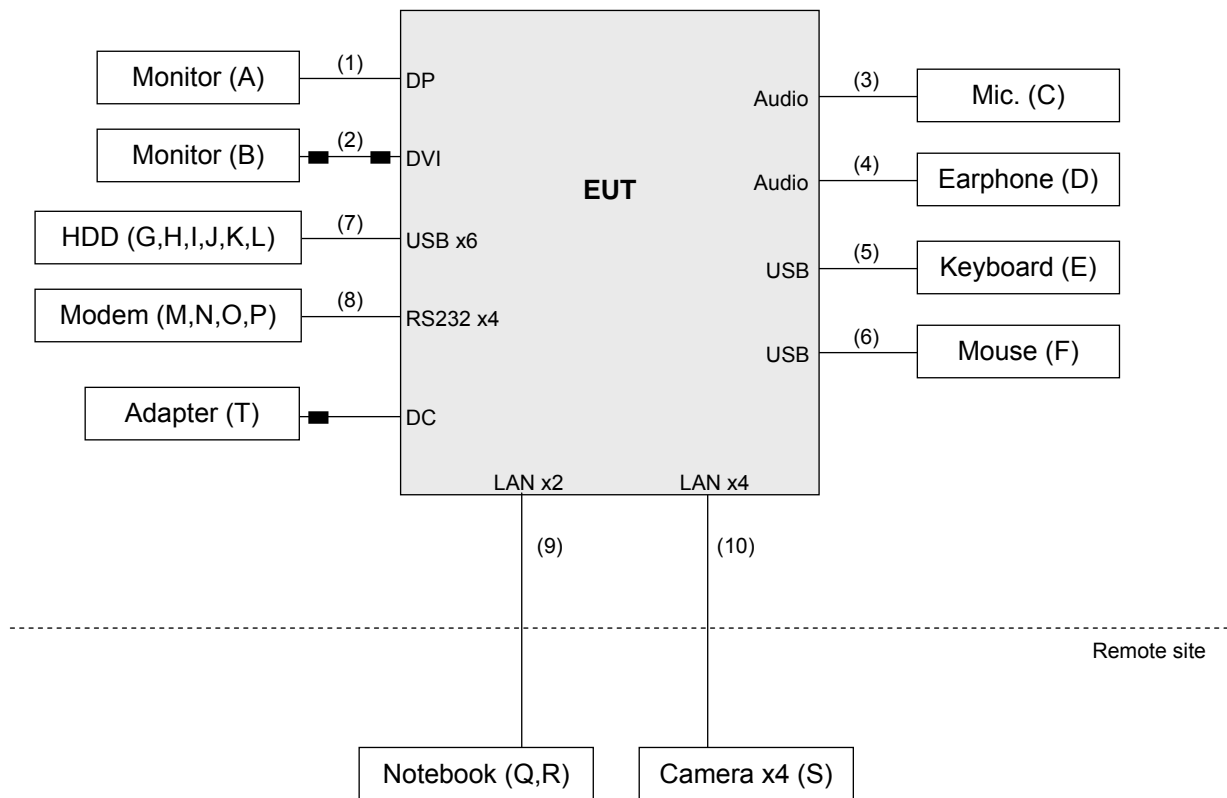 Monitor (A)
(1)
DP
Monitor (B)
(2)
DVI
HDD (G,H,I,J,K,L)
(7)
USB x6
Modem (M,N,O,P)
(8)
RS232 x4
Adapter (T)
DC
EUT
Audio
(3)
Mic. (C)
Audio
(4)
Earphone (D)
USB
(5)
Keyboard (E)
USB
(6)
Mouse (F)
LAN x2
LAN x4
(9)
(10)
Remote site
Notebook (Q,R)
Camera x4 (S)